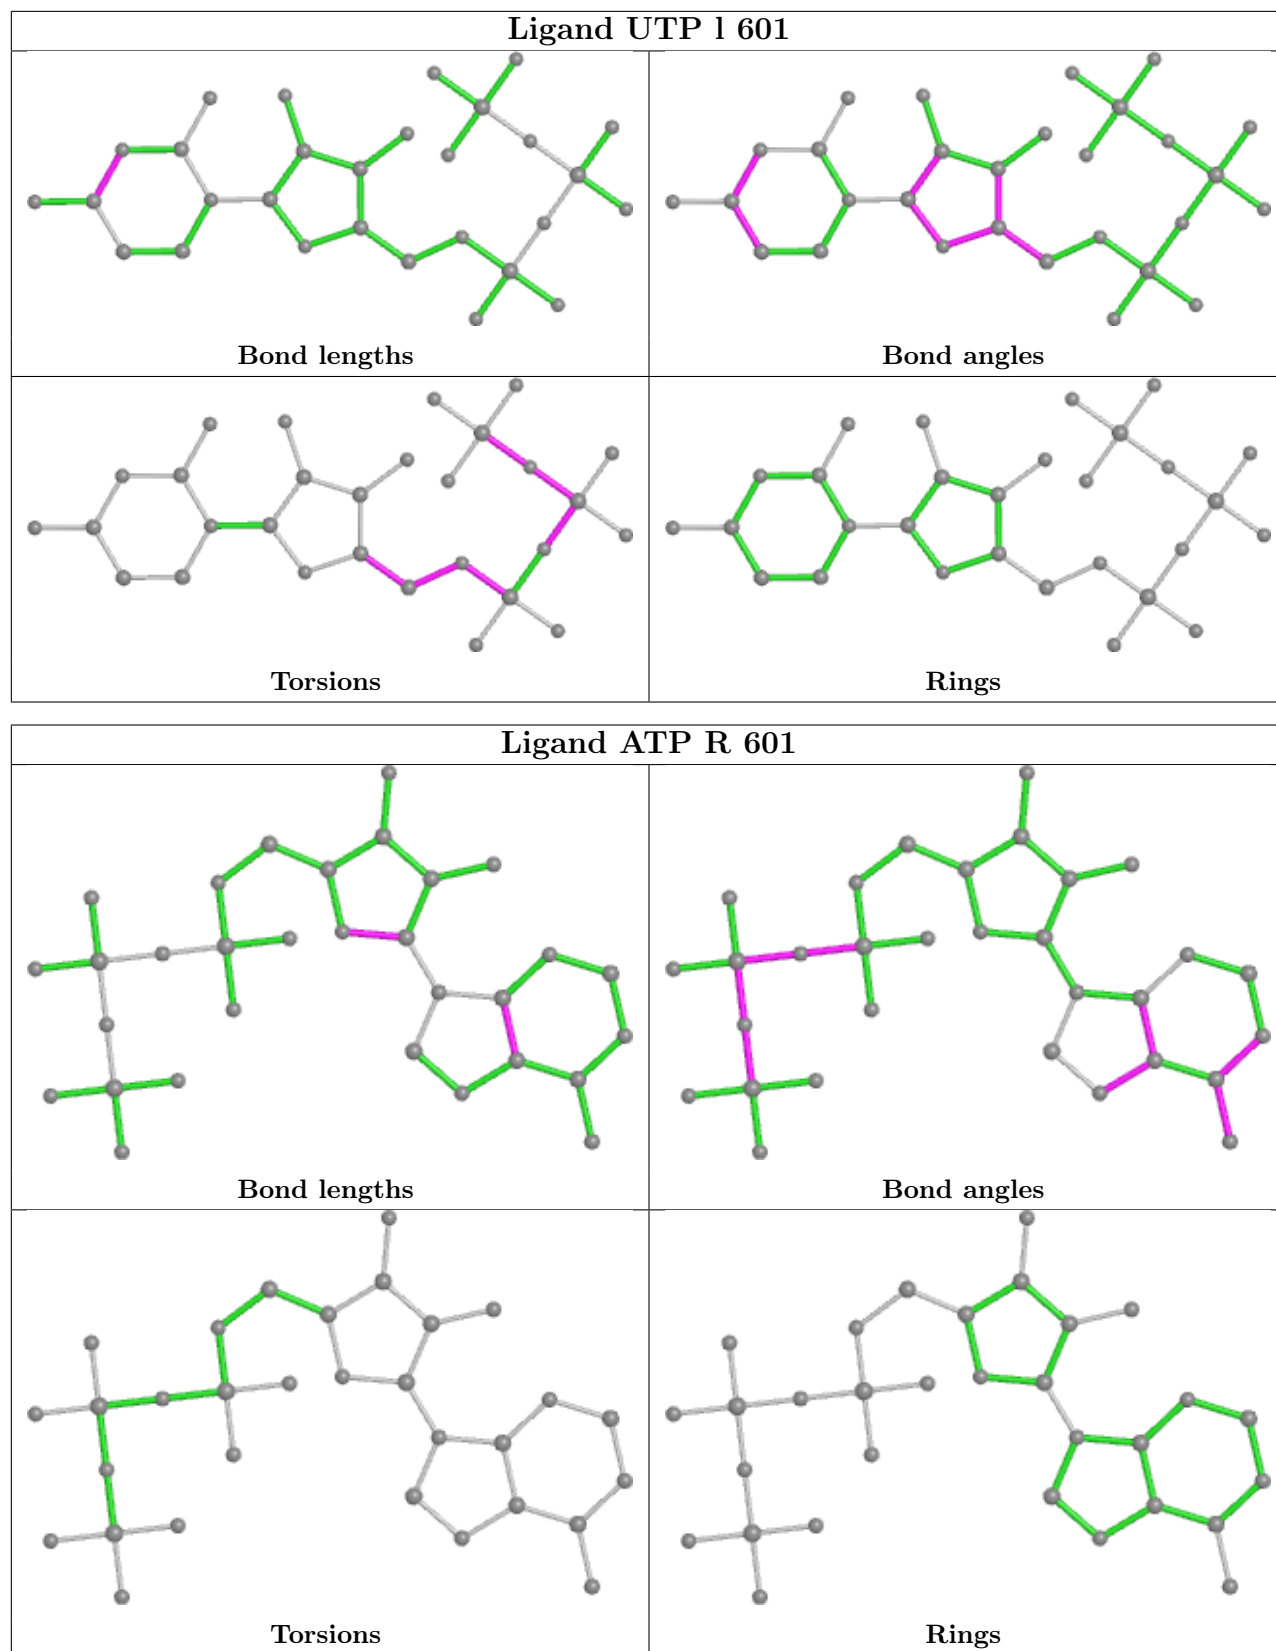 Ligand UTP l 601
Bond lengths
Bond angles
Torsions
Rings
Ligand ATP R 601
Bond lengths
Bond angles
Torsions
Rings